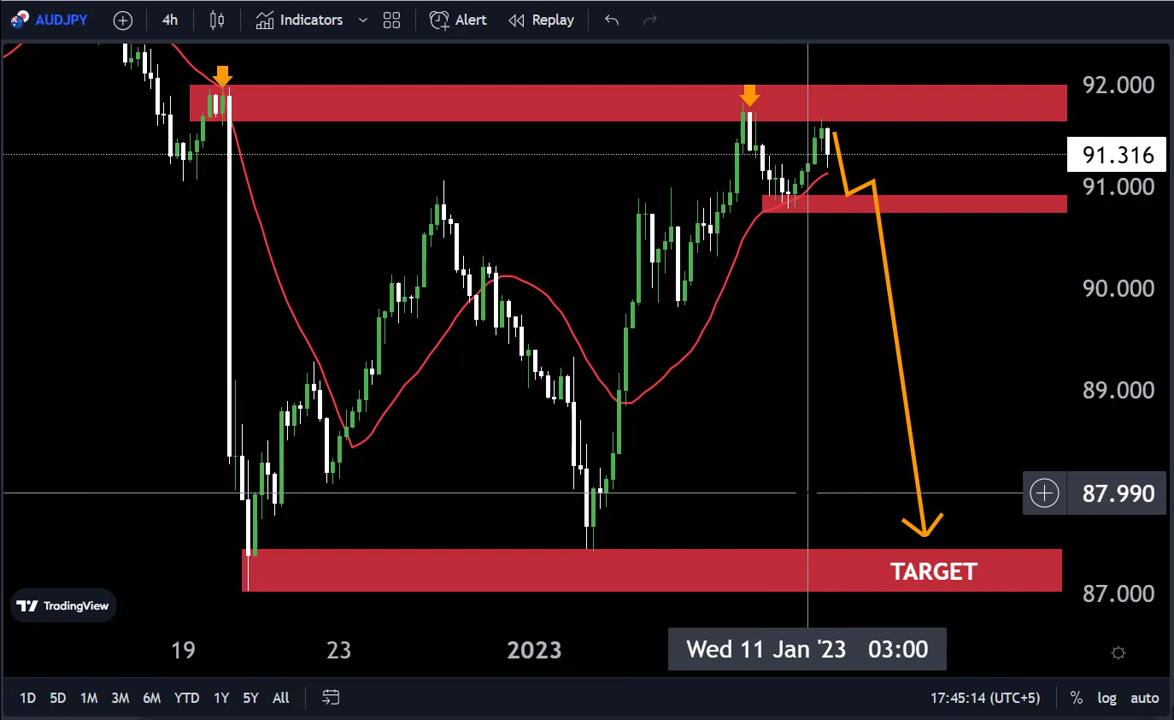 AUDJPY 4h Indicators Alert Replay
92.000
91.316
91.000
90.000
89.000
87.990
TARGET
87.000
TradingView
19 23 2023 Wed 11 Jan '23 03:00
1D 5D 1M 3M 6M YTD 1Y 5Y All 17:45:14 (UTC+5) % log auto